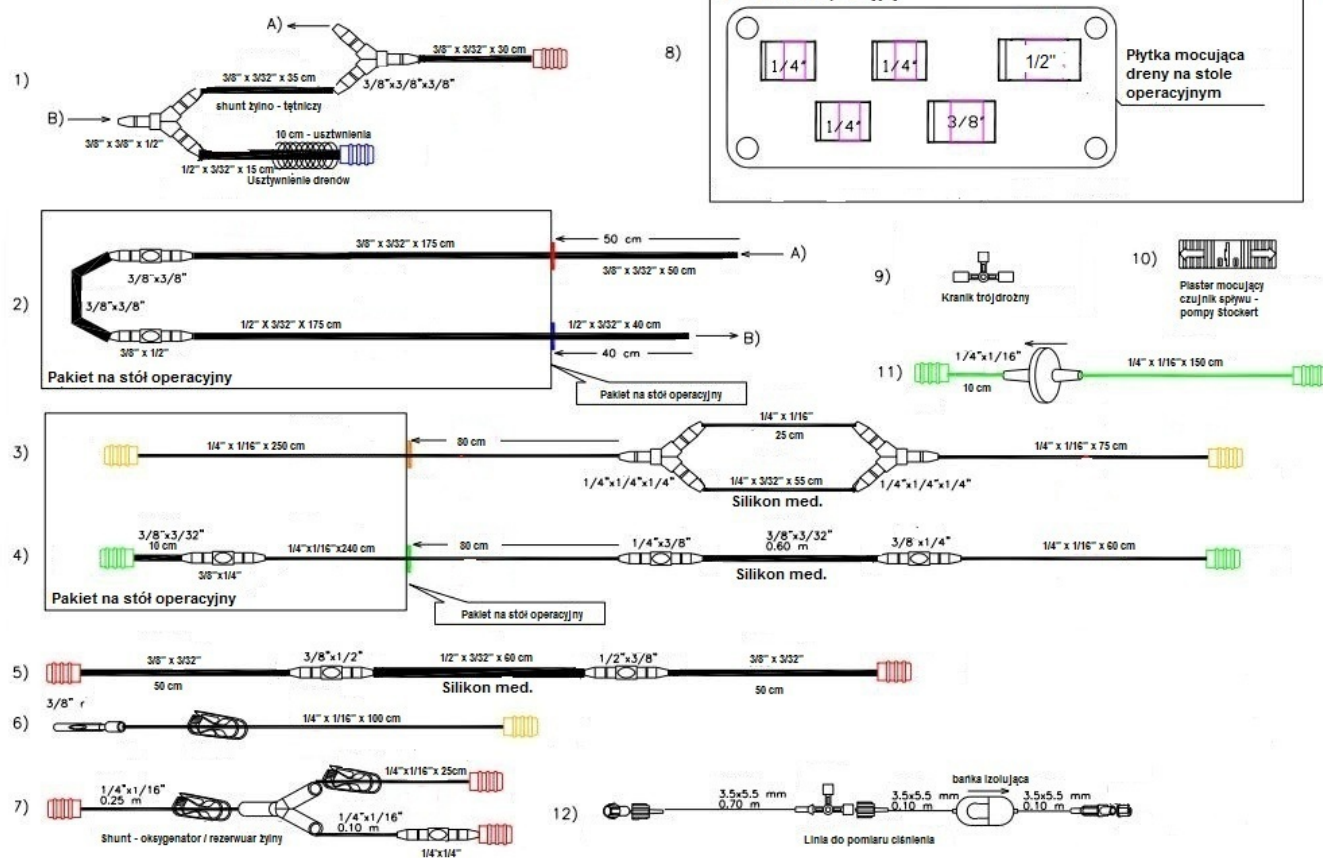 1)
A)
3/8" x 3/32" x 30 cm
3/8" x 3/32" x 35 cm
3/8"x3/8"x3/8"
shunt żylno - tętniczy
B)
3/8" x 3/8" x 1/2"
10 cm - usztwnienia
1/2" x 3/32" x 15 cm
Usztywnienie drenów
8)
1/4"
1/4"
1/2"
1/4"
3/8"
Płytka mocująca
dreny na stole
operacyjnym
2)
3/8" x 3/32" x 175 cm
50 cm
A)
3/8"x3/8"
3/8" x 3/32" x 50 cm
3/8"x3/8"
1/2" X 3/32" X 175 cm
1/2" x 3/32" x 40 cm
B)
3/8" x 1/2"
40 cm
Pakiet na stół operacyjny
Pakiet na stół operacyjny
9)
Kranik trójdrożny
10)
Plaster mocujący
czujnik spływu -
pompy Stockert
11)
1/4"x1/16"
10 cm
1/4" x 1/16"x 150 cm
3)
1/4" x 1/16" x 250 cm
80 cm
1/4" x 1/16"
25 cm
1/4" x 1/16" x 75 cm
1/4"x1/4"x1/4"
1/4" x 3/32" x 55 cm
1/4"x1/4"x1/4"
Silikon med.
4)
3/8"x3/32"
10 cm
1/4"x1/16"x240 cm
80 cm
1/4"x3/8"
3/8"x3/32"
0.60 m
3/8"x1/4"
1/4" x 1/16" x 60 cm
3/8"x1/4"
Silikon med.
Pakiet na stół operacyjny
Pakiet na stół operacyjny
5)
3/8" x 3/32"
50 cm
3/8"x1/2"
1/2" x 3/32" x 60 cm
Silikon med.
1/2"x3/8"
3/8" x 3/32"
50 cm
6)
3/8" r
1/4" x 1/16" x 100 cm
7)
1/4"x1/16"
0.25 m
1/4"x1/16"x 25cm
1/4"x1/16"
0.10 m
Shunt - oksygenator / rezerwuar żylny
1/4"x1/4"
12)
3.5x5.5 mm
0.70 m
3.5x5.5 mm
0.10 m
bańka izolująca
3.5x5.5 mm
0.10 m
Linia do pomiaru ciśnienia